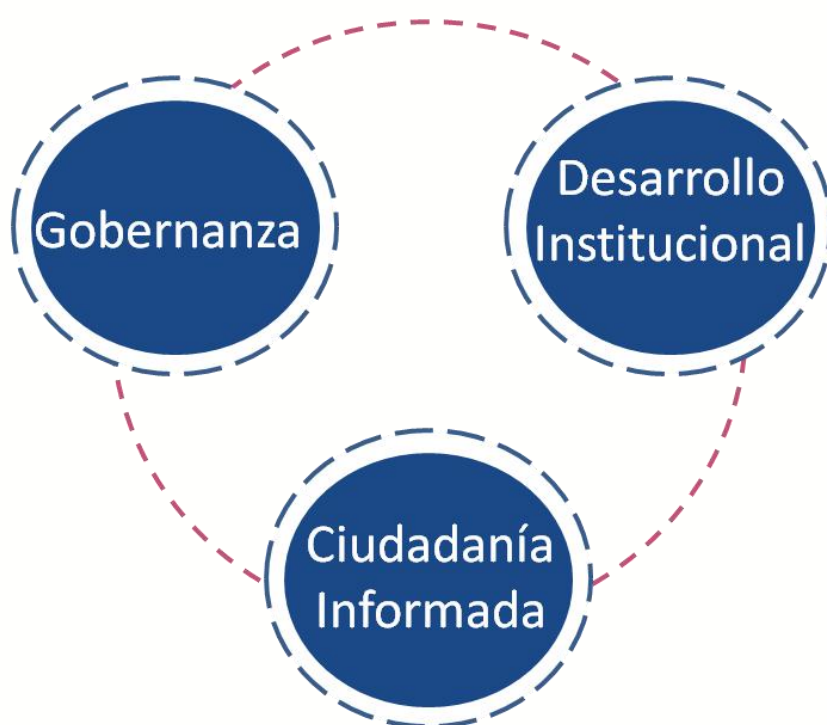 Gobernanza
Desarrollo
Institucional
Ciudadanía
Informada